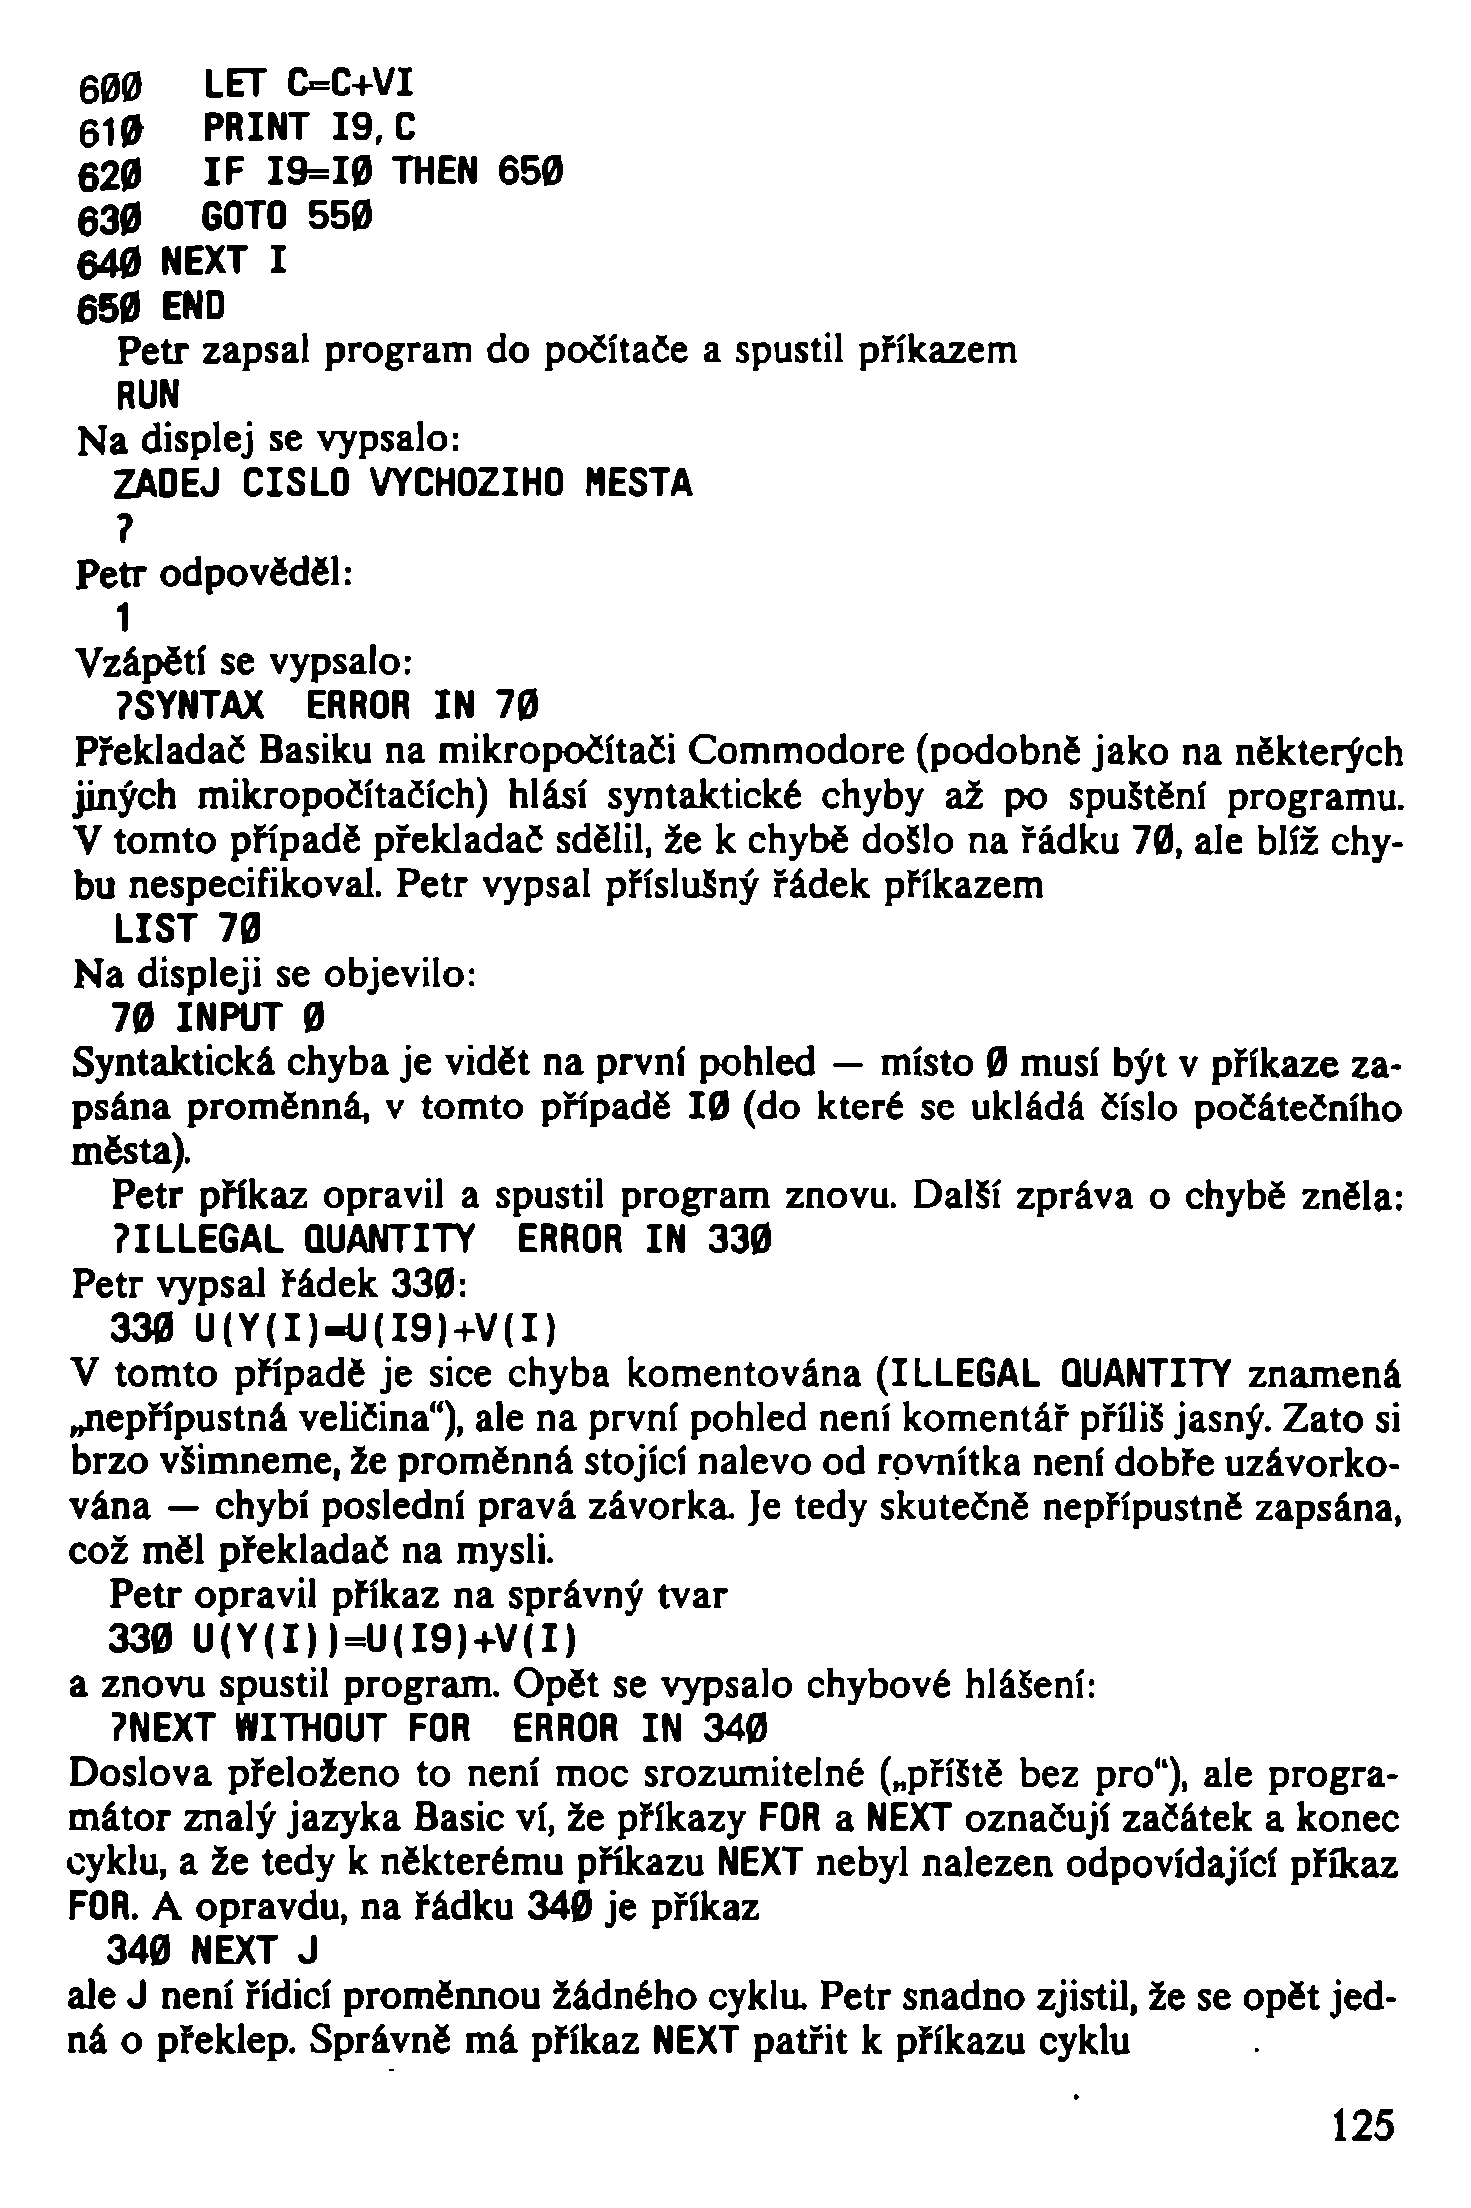 600   LET C=C+VI
610   PRINT I9,C
620   IF I9=I0 THEN 650
630   GOTO 550
640 NEXT I
650 END
Petr zapsal program do počítače a spustil příkazem
RUN
Na displej se vypsalo:
ZADEJ CISLO VYCHOZIHO MESTA
?
Petr odpověděl:
1
Vzápětí se vypsalo:
?SYNTAX  ERROR IN 70
Překladač Basiku na mikropočítači Commodore (podobně jako na některých
jiných mikropočítačích) hlásí syntaktické chyby až po spuštění programu.
V tomto případě překladač sdělil, že k chybě došlo na řádku 70, ale blíž chy-
bu nespecifikoval. Petr vypsal příslušný řádek příkazem
LIST 70
Na displeji se objevilo:
70 INPUT 0
Syntaktická chyba je vidět na první pohled — místo 0 musí být v příkaze za-
psána proměnná, v tomto případě I0 (do které se ukládá číslo počátečního
města).
Petr příkaz opravil a spustil program znovu. Další zpráva o chybě zněla:
?ILLEGAL QUANTITY  ERROR IN 330
Petr vypsal řádek 330:
330 U(Y(I)=U(I9)+V(I)
V tomto případě je sice chyba komentována (ILLEGAL QUANTITY znamená
„nepřípustná veličina“), ale na první pohled není komentář příliš jasný. Zato si
brzo všimneme, že proměnná stojící nalevo od rovnítka není dobře uzávorko-
vána — chybí poslední pravá závorka. Je tedy skutečně nepřípustně zapsána,
což měl překladač na mysli.
Petr opravil příkaz na správný tvar
330 U(Y(I))=U(I9)+V(I)
a znovu spustil program. Opět se vypsalo chybové hlášení:
?NEXT WITHOUT FOR  ERROR IN 340
Doslova přeloženo to není moc srozumitelné („příště bez pro“), ale progra-
mátor znalý jazyka Basic ví, že příkazy FOR a NEXT označují začátek a konec
cyklu, a že tedy k některému příkazu NEXT nebyl nalezen odpovídající příkaz
FOR. A opravdu, na řádku 340 je příkaz
340 NEXT J
ale J není řídicí proměnnou žádného cyklu. Petr snadno zjistil, že se opět jed-
ná o překlep. Správně má příkaz NEXT patřit k příkazu cyklu
125